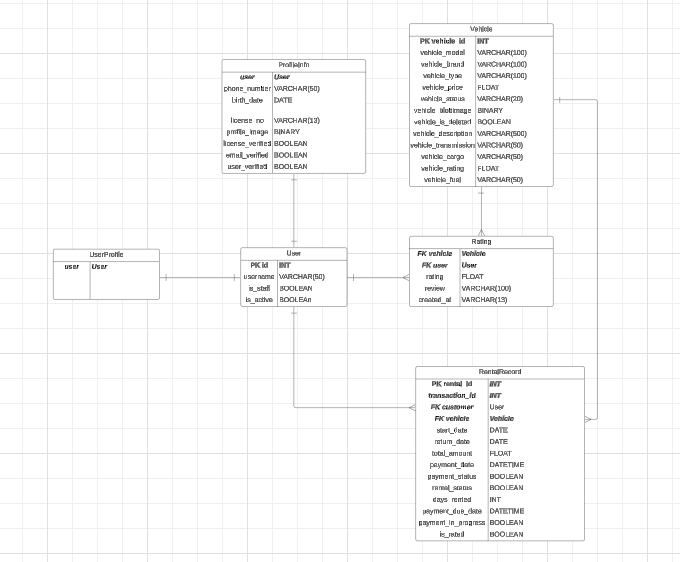 Vehicle
PK vehicle_id INT
vehicle_model VARCHAR(100)
vehicle_brand VARCHAR(100)
vehicle_type VARCHAR(100)
vehicle_price FLOAT
vehicle_status VARCHAR(20)
BINARY
vehicle_is_deleted BOOLEAN
vehicle_description VARCHAR(500)
vehicle_transmission VARCHAR(50)
vehicle_cargo VARCHAR(50)
vehicle_rating FLOAT
vehicle_fuel VARCHAR(50)
ProfileInfo
user User
phone_number VARCHAR(50)
birth_date DATE
license_no VARCHAR(13)
profile_image BINARY
license_verified BOOLEAN
email_verified BOOLEAN
user_verified BOOLEAN
UserProfile
user User
User
PK id INT
username VARCHAR(50)
is_staff BOOLEAN
is_active BOOLEAn
Rating
FK vehicle Vehicle
FK user User
rating FLOAT
review VARCHAR(100)
created_at VARCHAR(13)
RentalRecord
PK rental_id INT
transaction_id INT
FK customer User
FK vehicle Vehicle
start_date DATE
return_date DATE
total_amount FLOAT
payment_date DATETIME
payment_status BOOLEAN
rental_status BOOLEAN
days_rented INT
payment_due_date DATETIME
payment_in_progress BOOLEAN
is_rated BOOLEAN